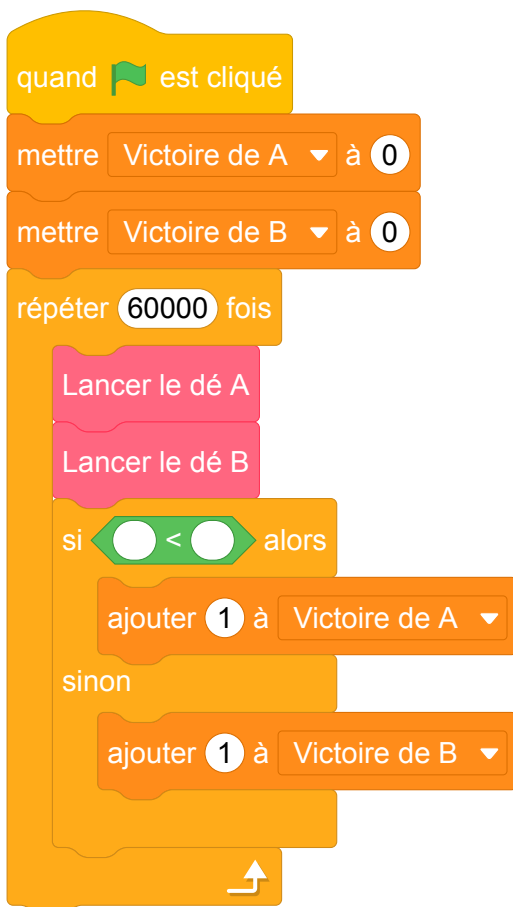 quand est cliqué
mettre Victoire de A à 0
mettre Victoire de B à 0
répéter 60000 fois
Lancer le dé A
Lancer le dé B
si < alors
ajouter 1 à Victoire de A
sinon
ajouter 1 à Victoire de B